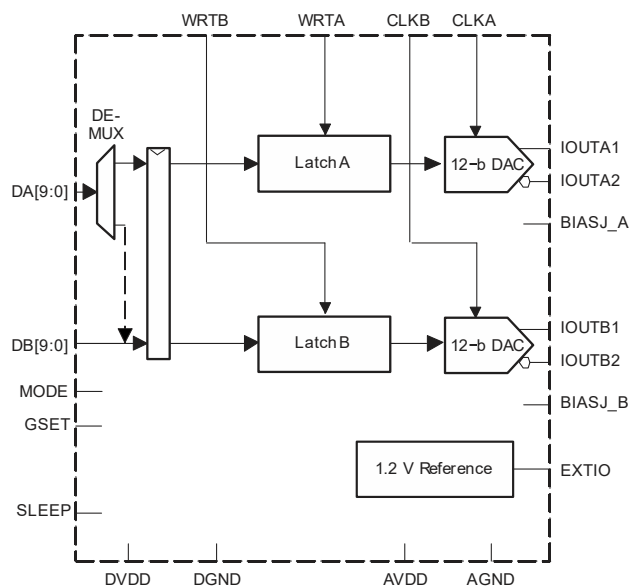 WRTB WRTA CLKB CLKA
DE-
MUX
Latch A
12–b DAC
IOUTA1
IOUTA2
DA[9:0]
BIASJ_A
DB[9:0]
Latch B
12–b DAC
IOUTB1
IOUTB2
MODE
BIASJ_B
GSET
1.2 V Reference
EXTIO
SLEEP
DVDD DGND AVDD AGND